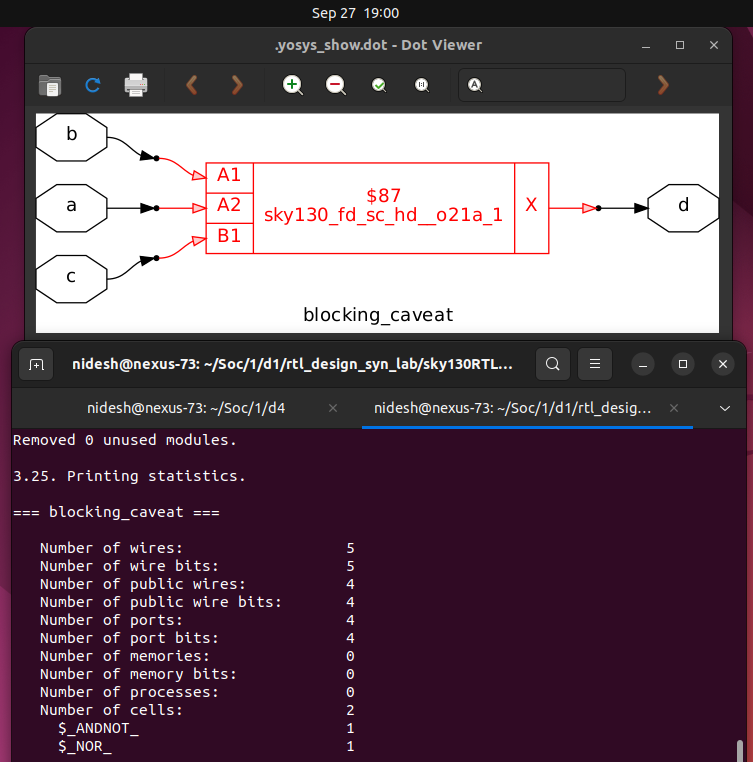 Sep 27 19:00
.yosys_show.dot - Dot Viewer
A
b
a
c
A1
A2
B1
$87
sky130_fd_sc_hd__o21a_1
X
d
blocking_caveat
nidesh@nexus-73: ~/Soc/1/d1/rtl_design_syn_lab/sky130RTL...
nidesh@nexus-73: ~/Soc/1/d4
nidesh@nexus-73: ~/Soc/1/d1/rtl_desig...
Removed 0 unused modules.
3.25. Printing statistics.
=== blocking_caveat ===
Number of wires: 5
Number of wire bits: 5
Number of public wires: 4
Number of public wire bits: 4
Number of ports: 4
Number of port bits: 4
Number of memories: 0
Number of memory bits: 0
Number of processes: 0
Number of cells: 2
$_ANDNOT_ 1
$_NOR_ 1